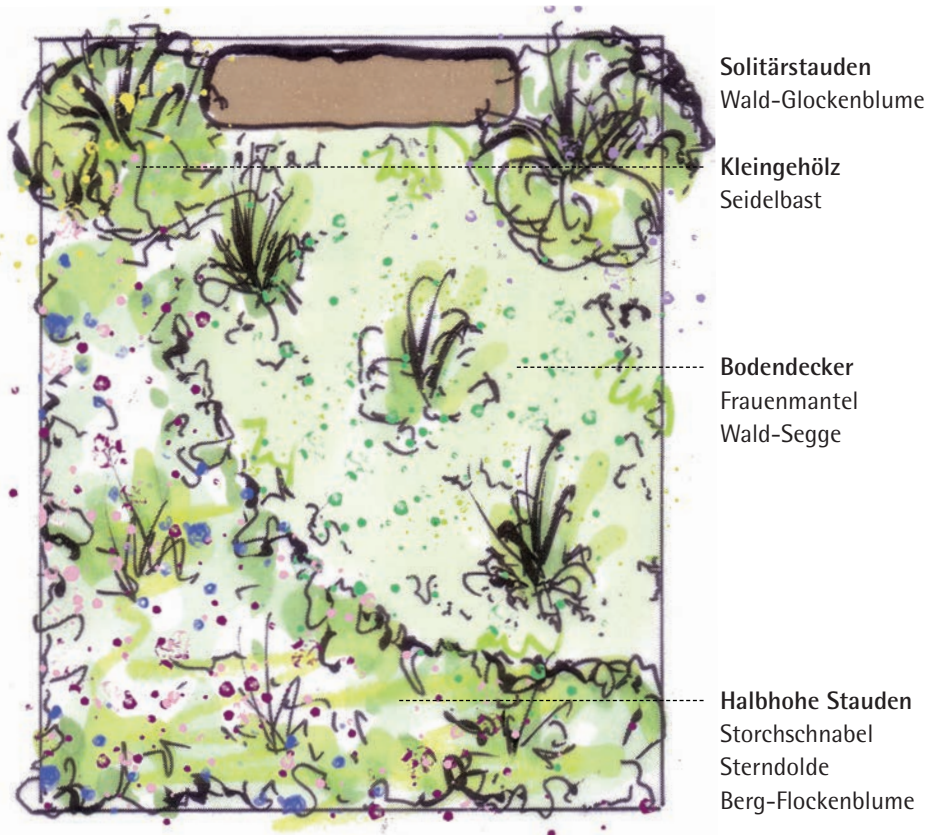 Solitärstauden
Wald-Glockenblume
Kleingehölz
Seidelbast
Bodendecker
Frauenmantel
Wald-Segge
Halbhohe Stauden
Storchschnabel
Sterndolde
Berg-Flockenblume